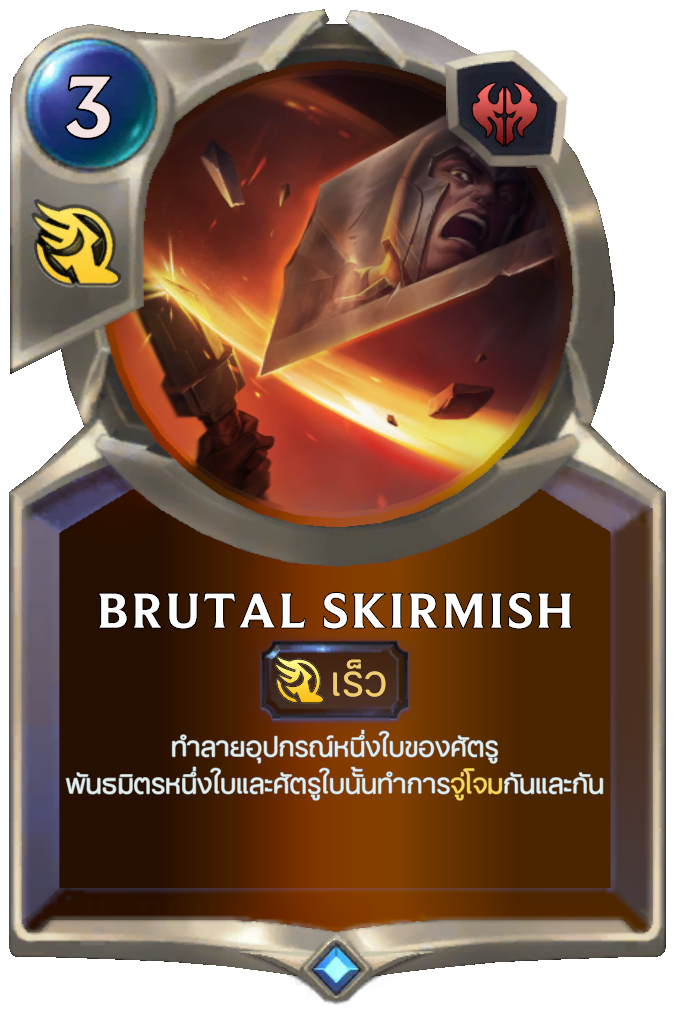 3
BRUTAL SKIRMISH
เร็ว
ทำลายอุปกรณ์หนึ่งใบของศัตรู
พันธมิตรหนึ่งใบและศัตรูใบนั้นทำการจู่โจมกันและกัน